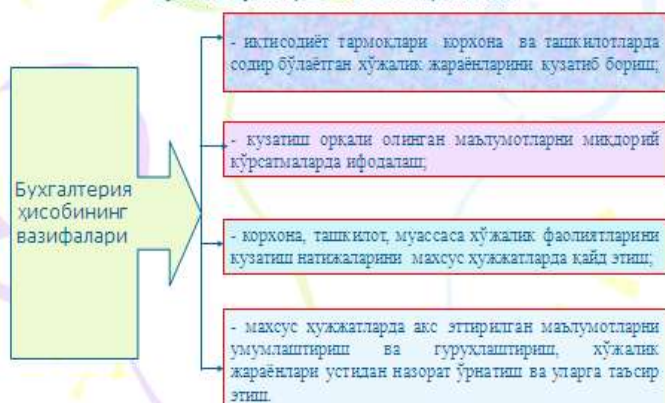 Бухгалтерия
ҳисобининг
вазифалари
- иқтисодиёт тармоқлари корхона ва ташкилотларда
содир бўлаётган хўжалик жараёнларини кузатиб бориш;
- кузатиш орқали олинган маълумотларни миқдорий
кўрсатмаларда ифодалаш;
- корхона, ташкилот, муассаса хўжалик фаолиятларини
кузатиш натижаларини махсус ҳужжатларда қайд этиш;
- махсус ҳужжатларда акс эттирилган маълумотларни
умумлаштириш ва гуруҳлаштириш, хўжалик
жараёнлари устидан назорат ўрнатиш ва уларга таъсир
этиш.